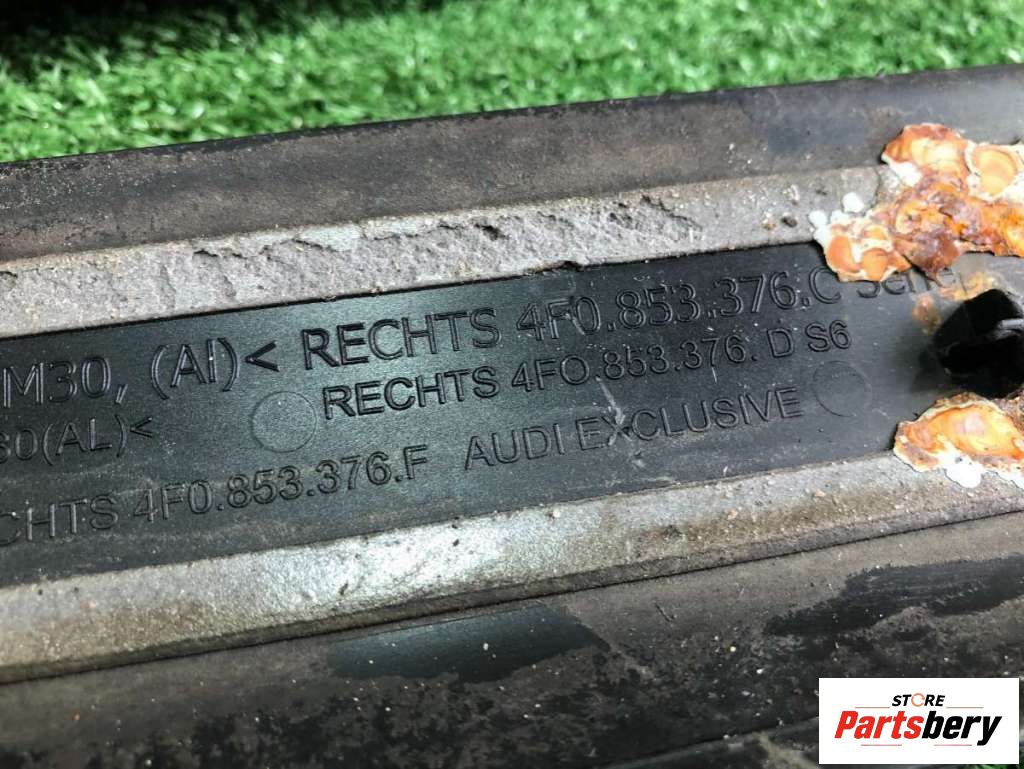 M30, (Al)< RECHTS 4F0.853.376.C
30(AL)< RECHTS 4FO.853.376. D S6
CHTS 4F0.853.376.F AUDI EXCLUSIVE
STORE
Partsbery